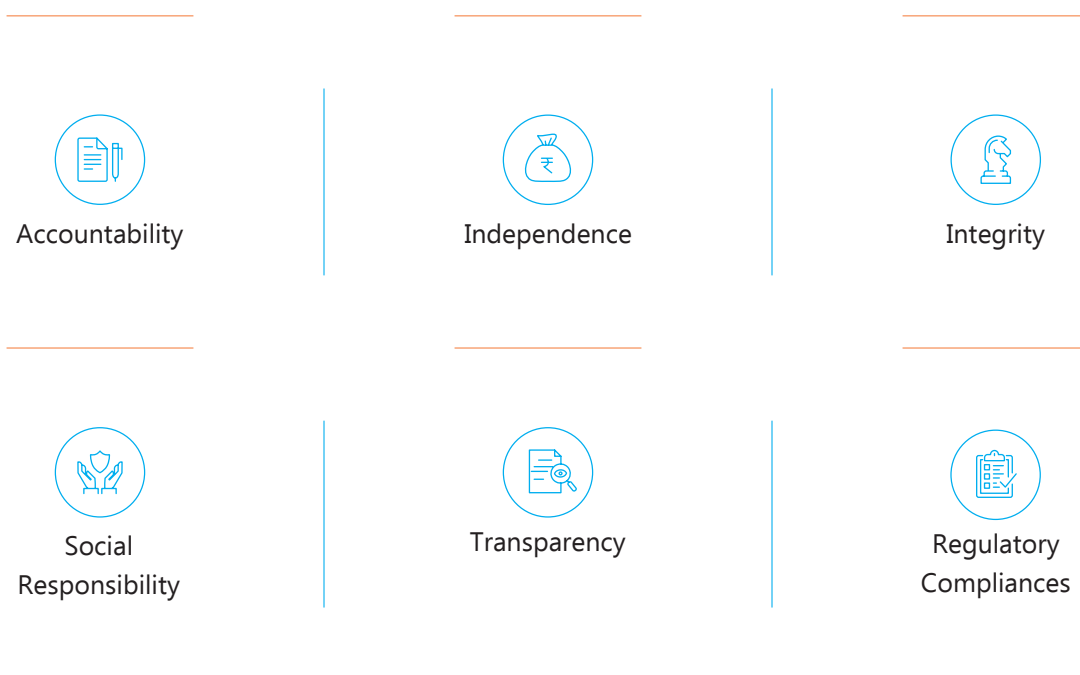 Accountability
Independence
Integrity
Social
Responsibility
Transparency
Regulatory
Compliances